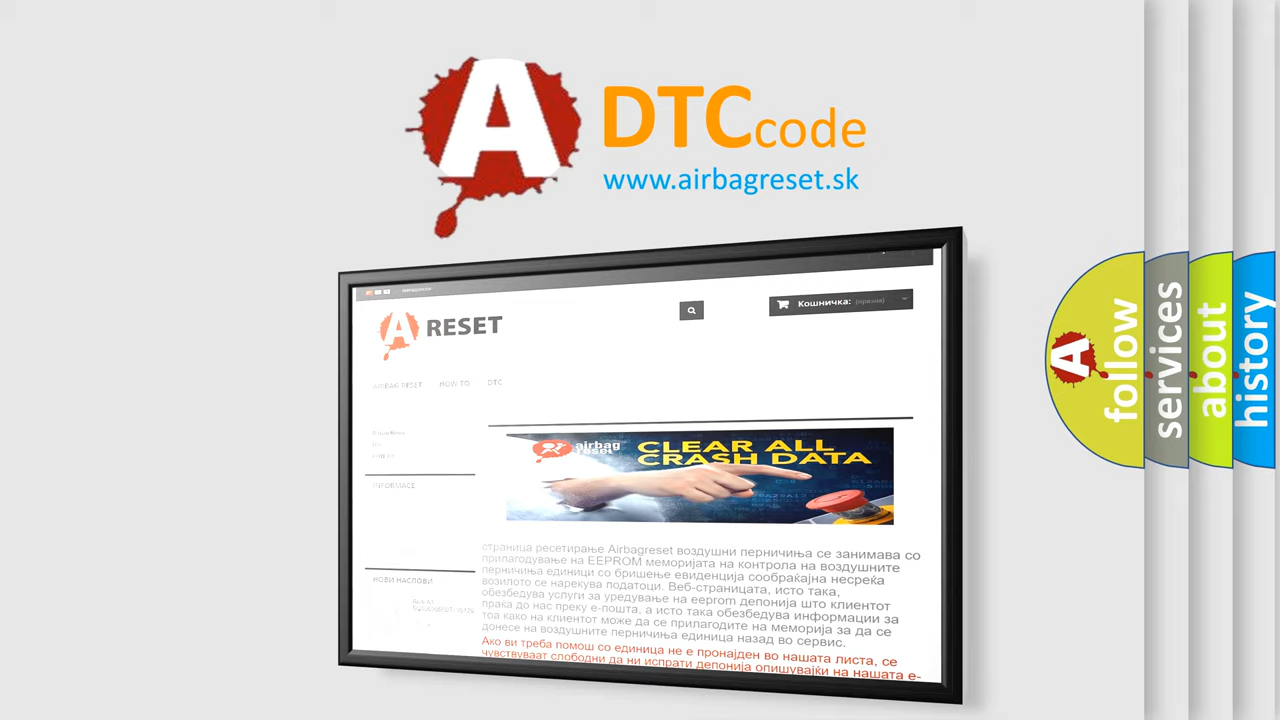 A
DTC code
www.airbagreset.sk
A RESET
Кошничка: (празна)
AIRBAG RESET HOW TO DTC
airbag
reset
CLEAR ALL
CRASH DATA
INFORMACE
страница ресетирање Airbagreset воздушни перничиња се занимава со
прилагодување на EEPROM меморијата на контрола на воздушните
перничиња единици со бришење евиденција сообраќајна несреќа
возилото се нарекува податоци. Веб-страницата, исто така,
обезбедува услуги за уредување на eeprom депонија што клиентот
праќа до нас преку е-пошта, а исто така обезбедува информации за
тоа како на клиентот може да се прилагодите на меморија за да се
донесе на воздушните перничиња единица назад во сервис.
Ако ви треба помош со единица не е пронајден во нашата листа, се
чувствуваат слободни да ни испрати депонија опишувајќи на нашата е-
НОВИ НАСЛОВИ
A
follow
services
about
history